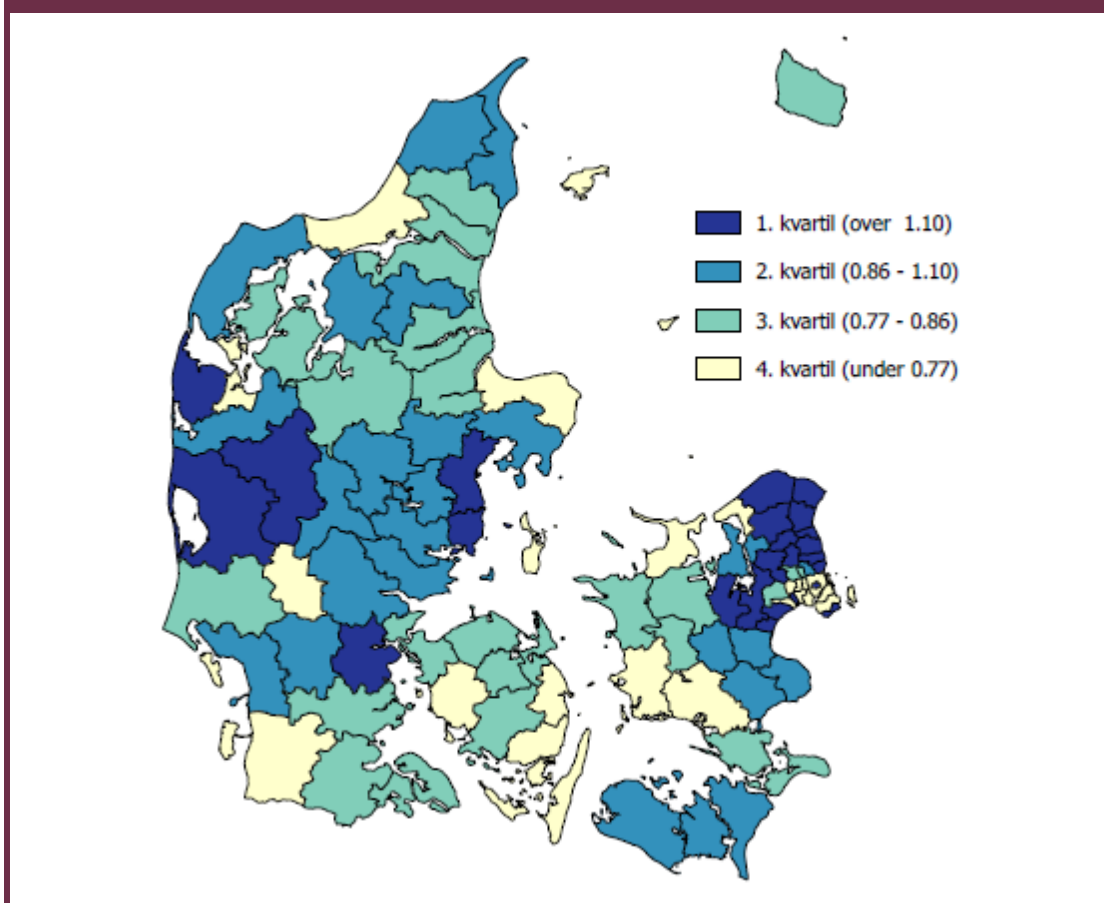 1. kvartil (over 1.10)
2. kvartil (0.86 - 1.10)
3. kvartil (0.77 - 0.86)
4. kvartil (under 0.77)